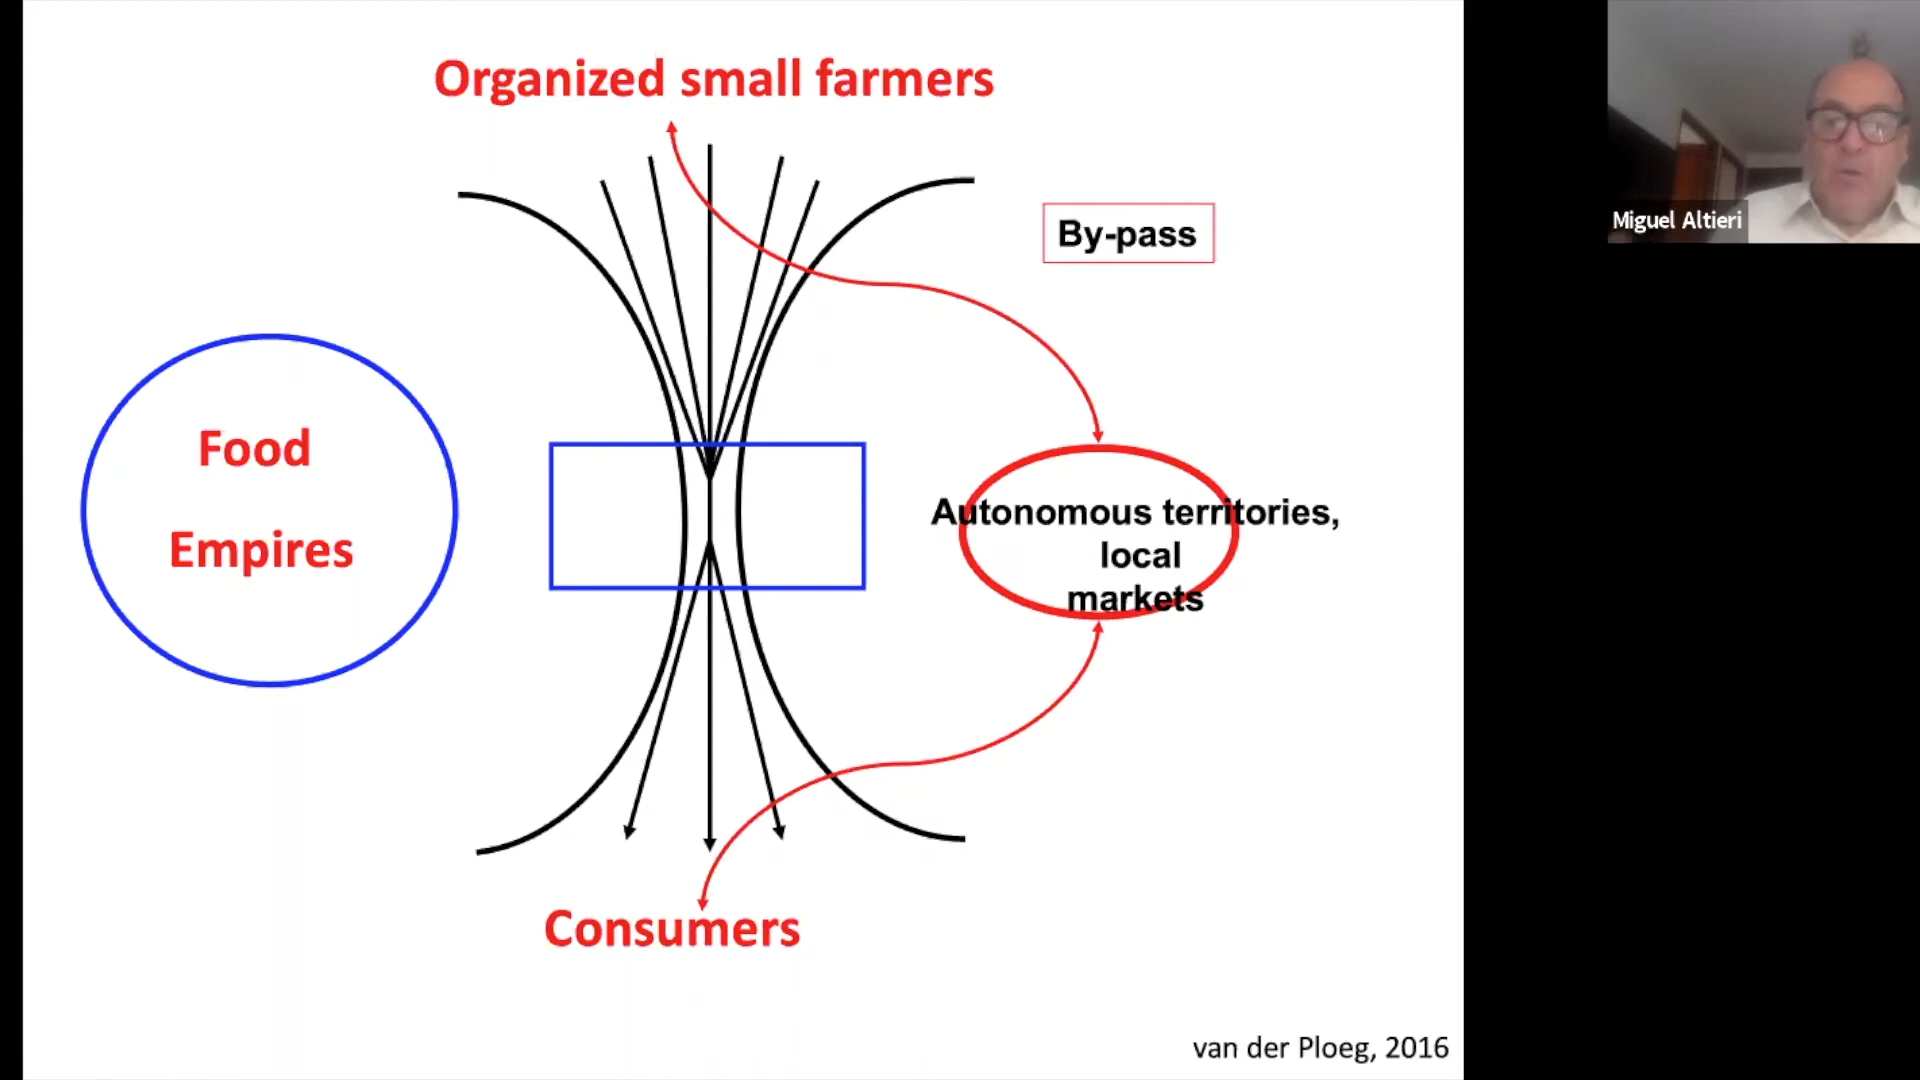 Organized small farmers
By-pass
Food
Empires
Autonomous territories,
local
markets
Consumers
van der Ploeg, 2016
Miguel Altieri